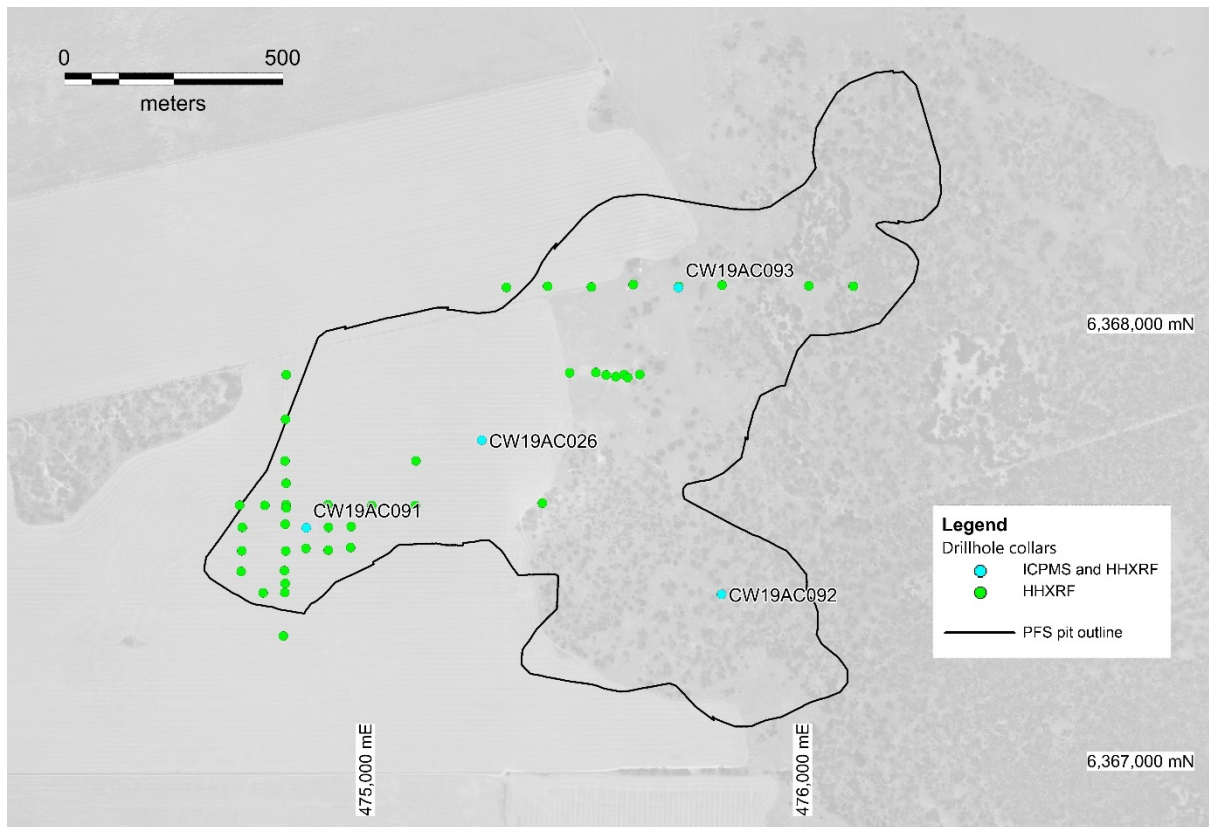 0 500
meters
CW19AC093
6,368,000 mN
CW19AC026
CW19AC091
Legend
Drillhole collars
ICPMS and HHXRF
HHXRF
PFS pit outline
CW19AC092
475,000 mE
476,000 mE
6,367,000 mN